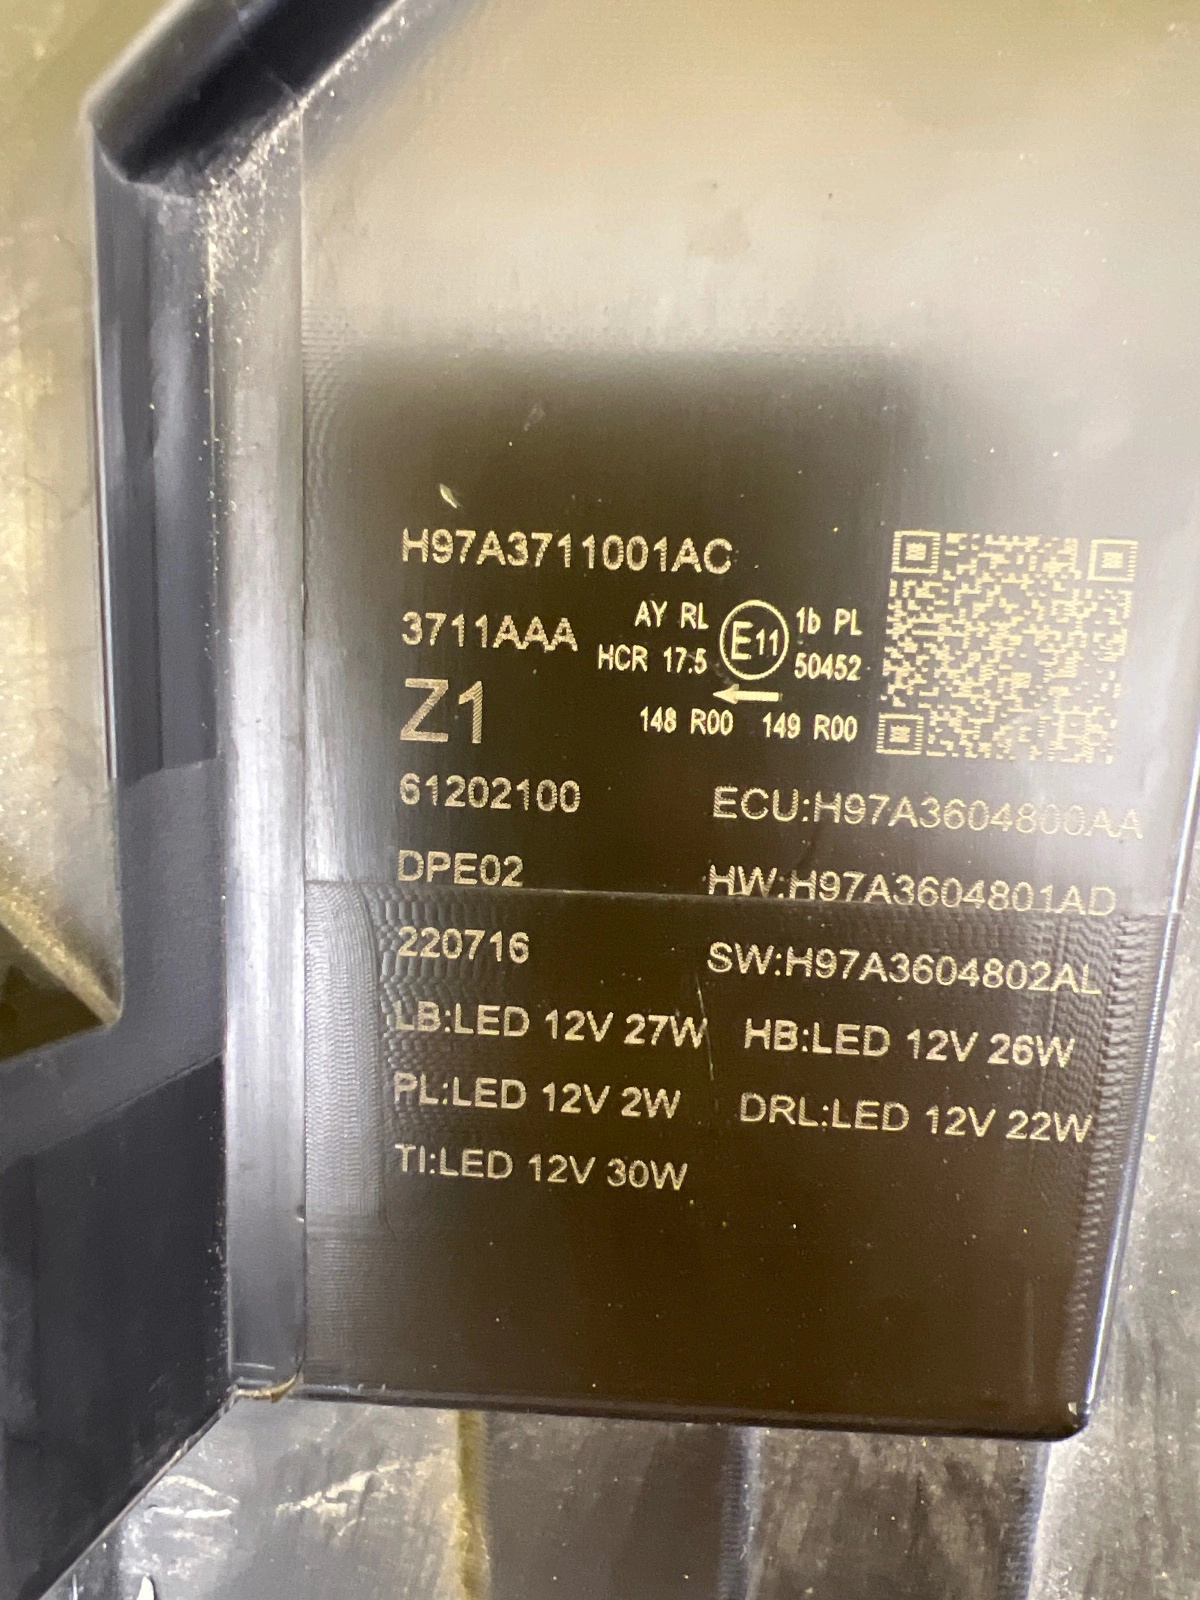 H97A3711001AC
3711AAA
AY RL E11 1b PL
HCR 17.5 50452
148 R00 149 R00
Z1
61202100 ECU:H97A3604800AA
DPE02 HW:H97A3604801AD
220716 SW:H97A3604802AL
LB:LED 12V 27W HB:LED 12V 26W
PL:LED 12V 2W DRL:LED 12V 22W
TI:LED 12V 30W